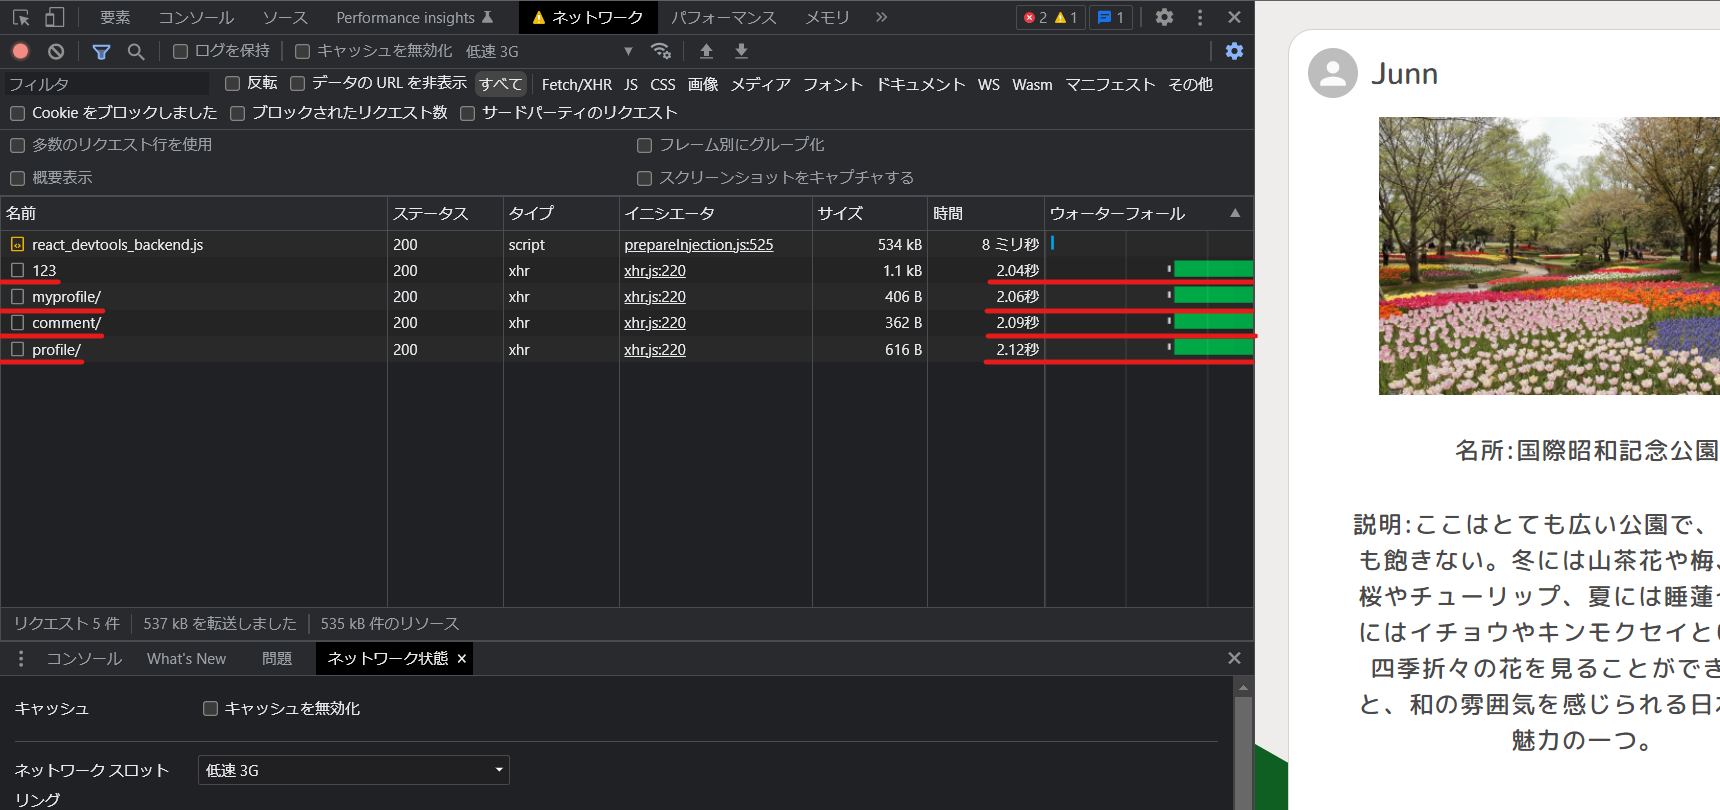 要素 コンソール ソース Performance insights ネットワーク パフォーマンス メモリ 2 1 1
ログを保持 キャッシュを無効化 低速 3G
フィルタ 反転 データの URL を非表示 すべて Fetch/XHR JS CSS 画像 メディア フォント ドキュメント WS Wasm マニフェスト その他
Cookie をブロックしました ブロックされたリクエスト数 サードパーティのリクエスト
多数のリクエスト行を使用 フレーム別にグループ化
概要表示 スクリーンショットをキャプチャする
名前 ステータス タイプ イニシエータ サイズ 時間 ウォーターフォール
react_devtools_backend.js 200 script prepareInjection.js:525 534 kB 8 ミリ秒
123 200 xhr xhr.js:220 1.1 kB 2.04秒
myprofile/ 200 xhr xhr.js:220 406 B 2.06秒
comment/ 200 xhr xhr.js:220 362 B 2.09秒
profile/ 200 xhr xhr.js:220 616 B 2.12秒
リクエスト 5 件 537 kB を転送しました 535 kB 件のリソース
コンソール What's New 問題 ネットワーク状態
キャッシュ キャッシュを無効化
ネットワーク スロット 低速 3G
リング
Junn
名所:国際昭和記念公園
説明:ここはとても広い公園で、
も飽きない。冬には山茶花や梅、
桜やチューリップ、夏には睡蓮
にはイチョウやキンモクセイと
四季折々の花を見ることができ
と、和の雰囲気を感じられる日
魅力の一つ。